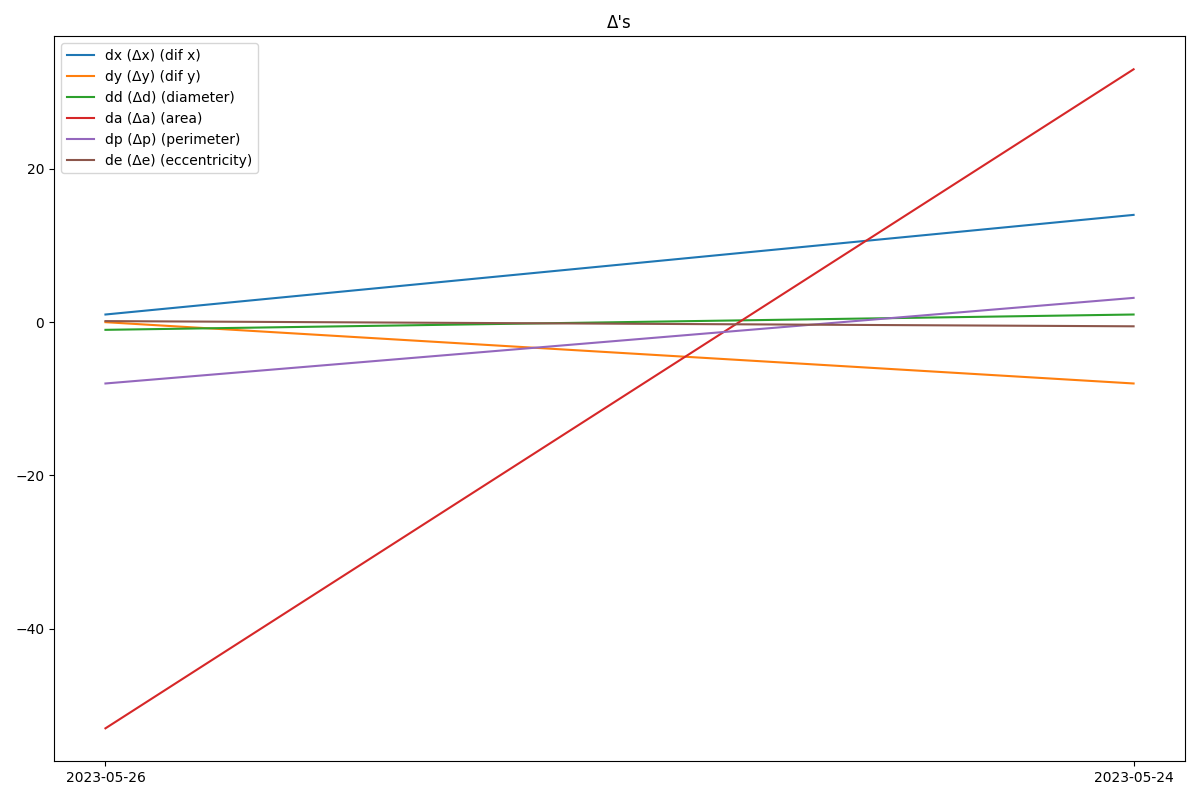 Δ's
dx (Δx) (dif x)
dy (Δy) (dif y)
dd (Δd) (diameter)
da (Δa) (area)
dp (Δp) (perimeter)
de (Δe) (eccentricity)
20
0
−20
−40
2023-05-26
2023-05-24